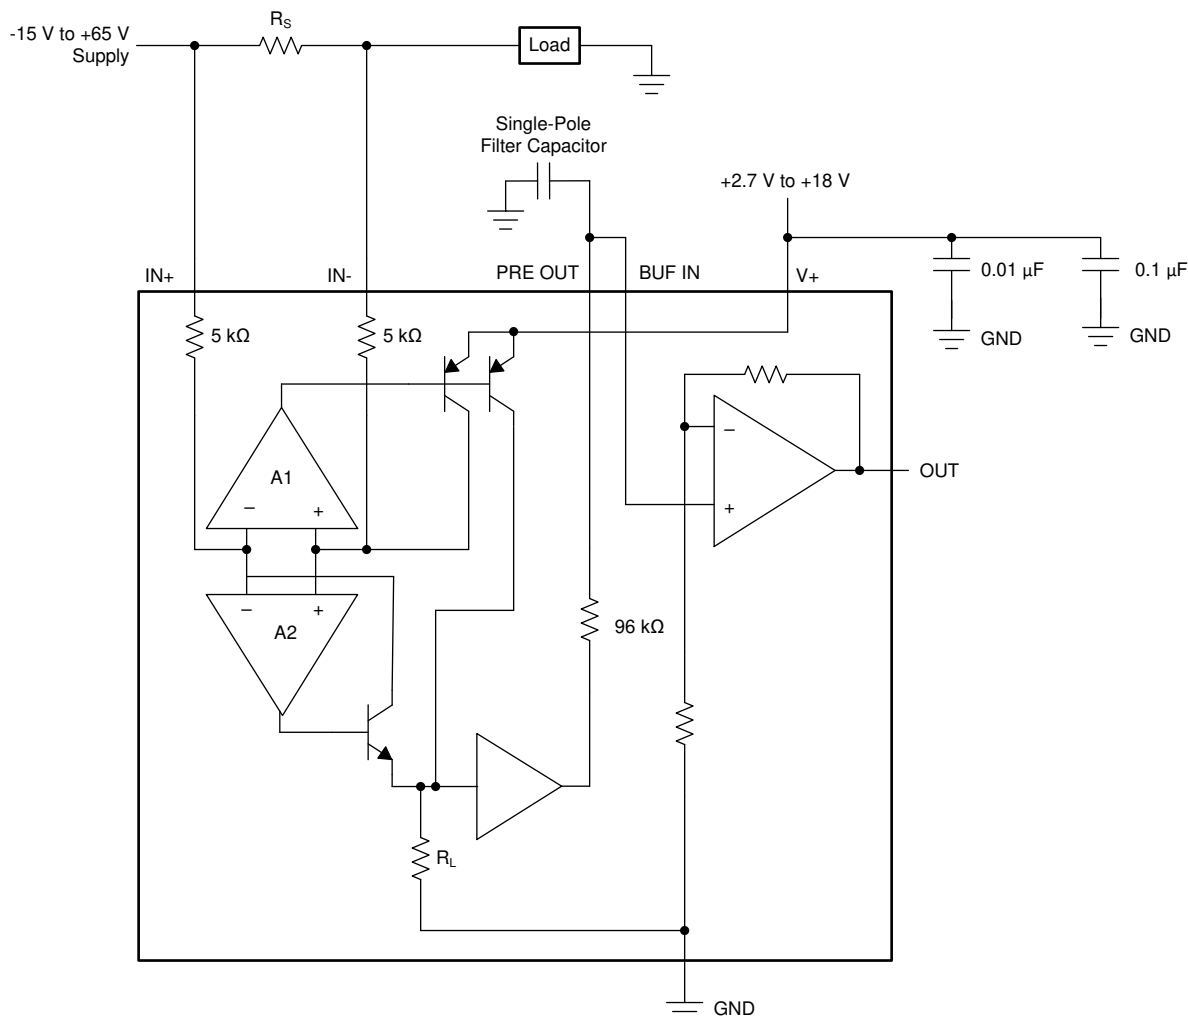 -15 V to +65 V
Supply
R_S
Load
Single-Pole
Filter Capacitor
+2.7 V to +18 V
IN+
IN-
PRE OUT
BUF IN
V+
0.01 µF
0.1 µF
GND
GND
5 kΩ
5 kΩ
A1
–
+
–
+
OUT
–
+
A2
96 kΩ
R_L
GND